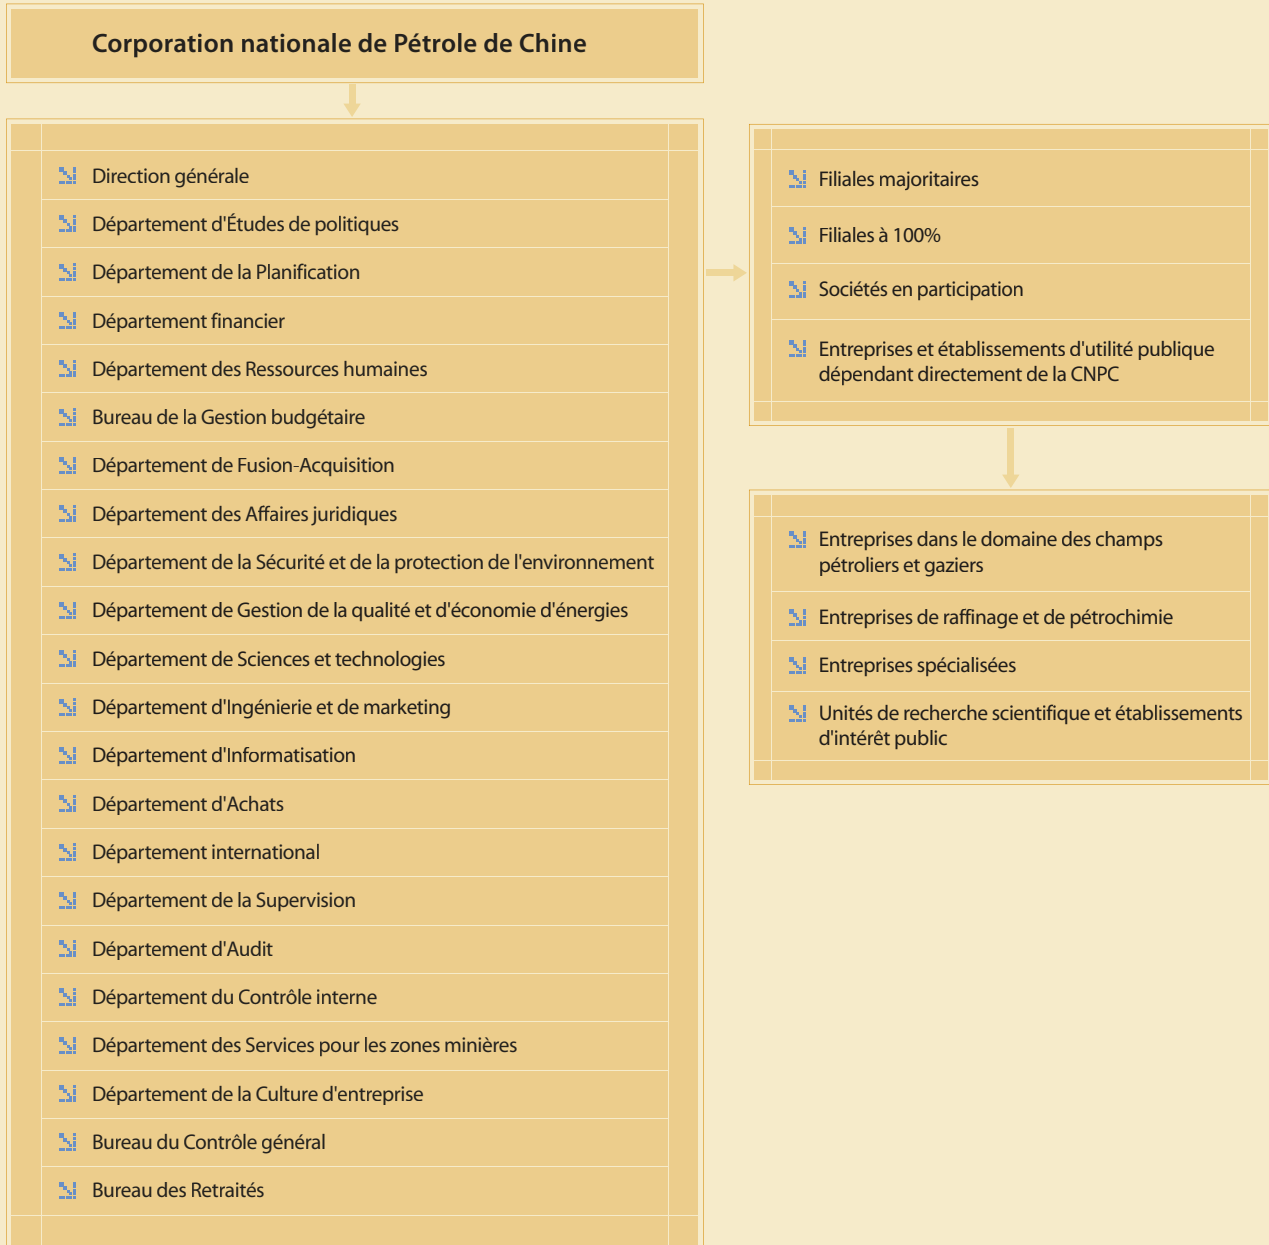 Corporation nationale de Pétrole de Chine
Direction générale
Département d'Études de politiques
Département de la Planification
Département financier
Département des Ressources humaines
Bureau de la Gestion budgétaire
Département de Fusion-Acquisition
Département des Affaires juridiques
Département de la Sécurité et de la protection de l'environnement
Département de Gestion de la qualité et d'économie d'énergies
Département de Sciences et technologies
Département d'Ingénierie et de marketing
Département d'Informatisation
Département d'Achats
Département international
Département de la Supervision
Département d'Audit
Département du Contrôle interne
Département des Services pour les zones minières
Département de la Culture d'entreprise
Bureau du Contrôle général
Bureau des Retraités
Filiales majoritaires
Filiales à 100%
Sociétés en participation
Entreprises et établissements d'utilité publique
dépendant directement de la CNPC
Entreprises dans le domaine des champs
pétroliers et gaziers
Entreprises de raffinage et de pétrochimie
Entreprises spécialisées
Unités de recherche scientifique et établissements
d'intérêt public